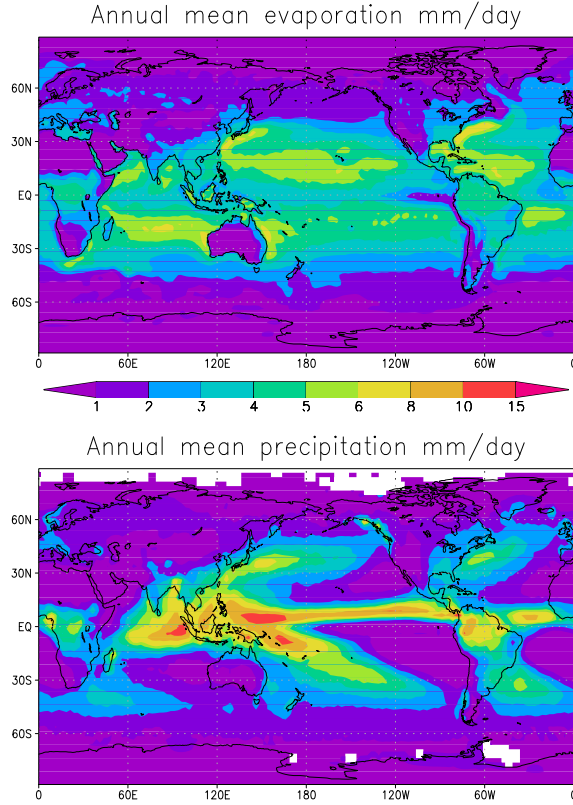 Annual mean evaporation mm/day
60N
30N
EQ
30S
60S
0 60E 120E 180 120W 60W 0
1 2 3 4 5 6 8 10 15
Annual mean precipitation mm/day
60N
30N
EQ
30S
60S
0 60E 120E 180 120W 60W 0